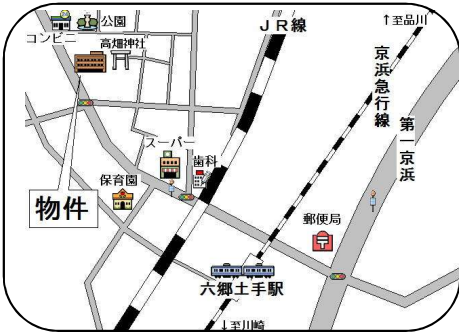 公園
コンビニ
高畑神社
JR線
↑至品川
京浜急行線
第一京浜
スーパー
歯科
保育園
物件
郵便局
六郷土手駅
↓至川崎